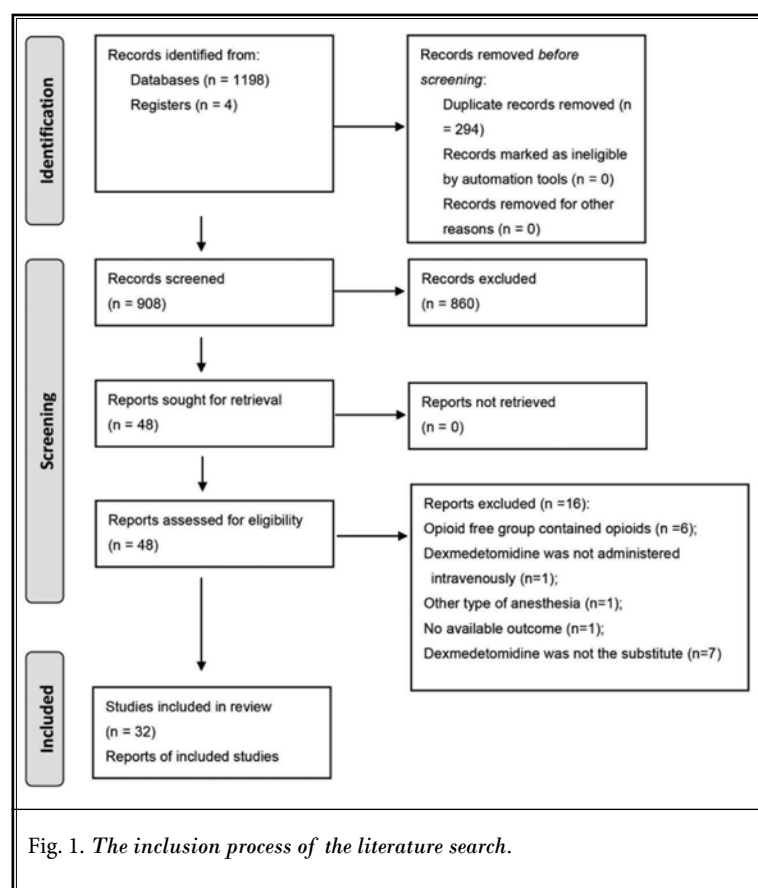 Identification
Records identified from:
Databases (n = 1198)
Registers (n = 4)
Records removed before
screening:
Duplicate records removed (n
= 294)
Records marked as ineligible
by automation tools (n = 0)
Records removed for other
reasons (n = 0)
Screening
Records screened
(n = 908)
Records excluded
(n = 860)
Reports sought for retrieval
(n = 48)
Reports not retrieved
(n = 0)
Reports assessed for eligibility
(n = 48)
Reports excluded (n =16):
Opioid free group contained opioids (n =6);
Dexmedetomidine was not administered
intravenously (n=1);
Other type of anesthesia (n=1);
No available outcome (n=1);
Dexmedetomidine was not the substitute (n=7)
Included
Studies included in review
(n = 32)
Reports of included studies
Fig. 1. The inclusion process of the literature search.